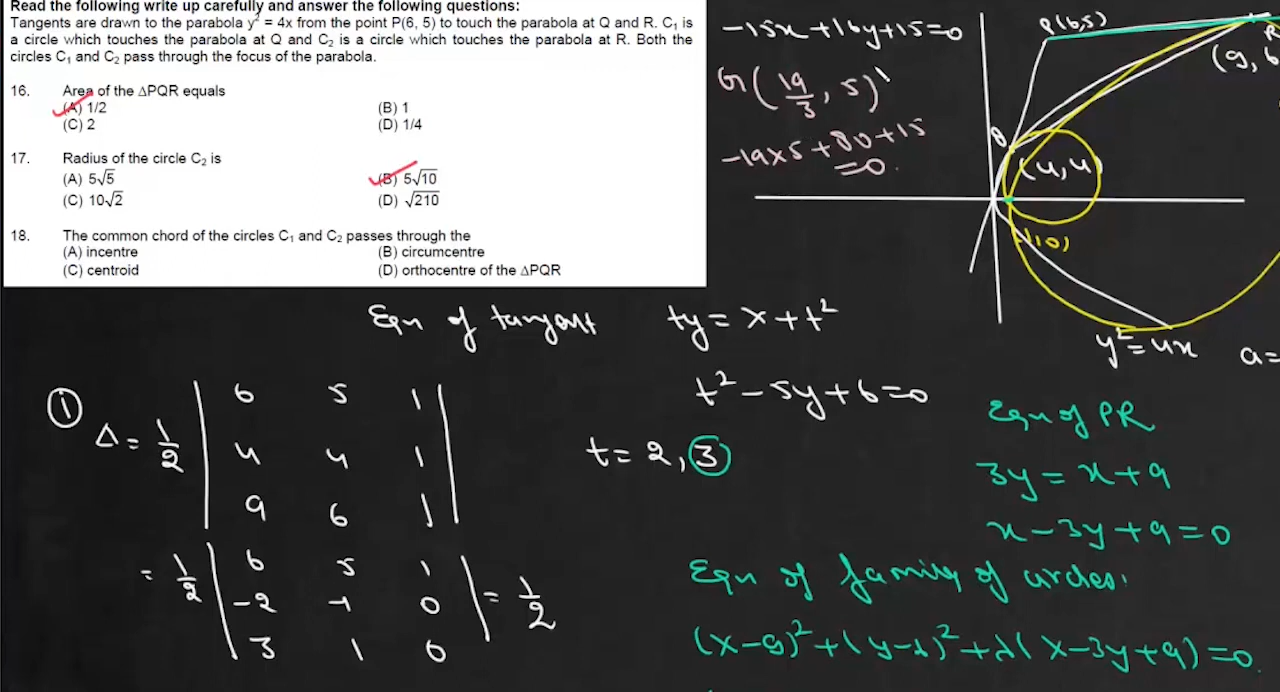 Read the following write up carefully and answer the following questions:
Tangents are drawn to the parabola y² = 4x from the point P(6, 5) to touch the parabola at Q and R. C₁ is
a circle which touches the parabola at Q and C₂ is a circle which touches the parabola at R. Both the
circles C₁ and C₂ pass through the focus of the parabola.
16. Area of the ΔPQR equals
(A) 1/2 (B) 1
(C) 2 (D) 1/4
17. Radius of the circle C₂ is
(A) 5√5 (B) 5√10
(C) 10√2 (D) √210
18. The common chord of the circles C₁ and C₂ passes through the
(A) incentre (B) circumcentre
(C) centroid (D) orthocentre of the ΔPQR
-15x+16y+15=0
G(19/3, 5)
-19x5+80+15
=0.
P(6,5)
R
(9, 6
Q
(4,4)
(1,0)
y²=4x a=
Eqn of tangent ty = x+t²
t²-5y+6=0
t= 2, 3
① Δ = 1/2 | 6 5 1 |
4 4 1
9 6 1
= 1/2 | 6 5 1 | = 1/2
-2 -1 0
3 1 0
Eqn of PR
3y = x+9
x-3y+9=0
Eqn of family of circles:
(x-9)²+(y-6)²+λ(x-3y+9)=0